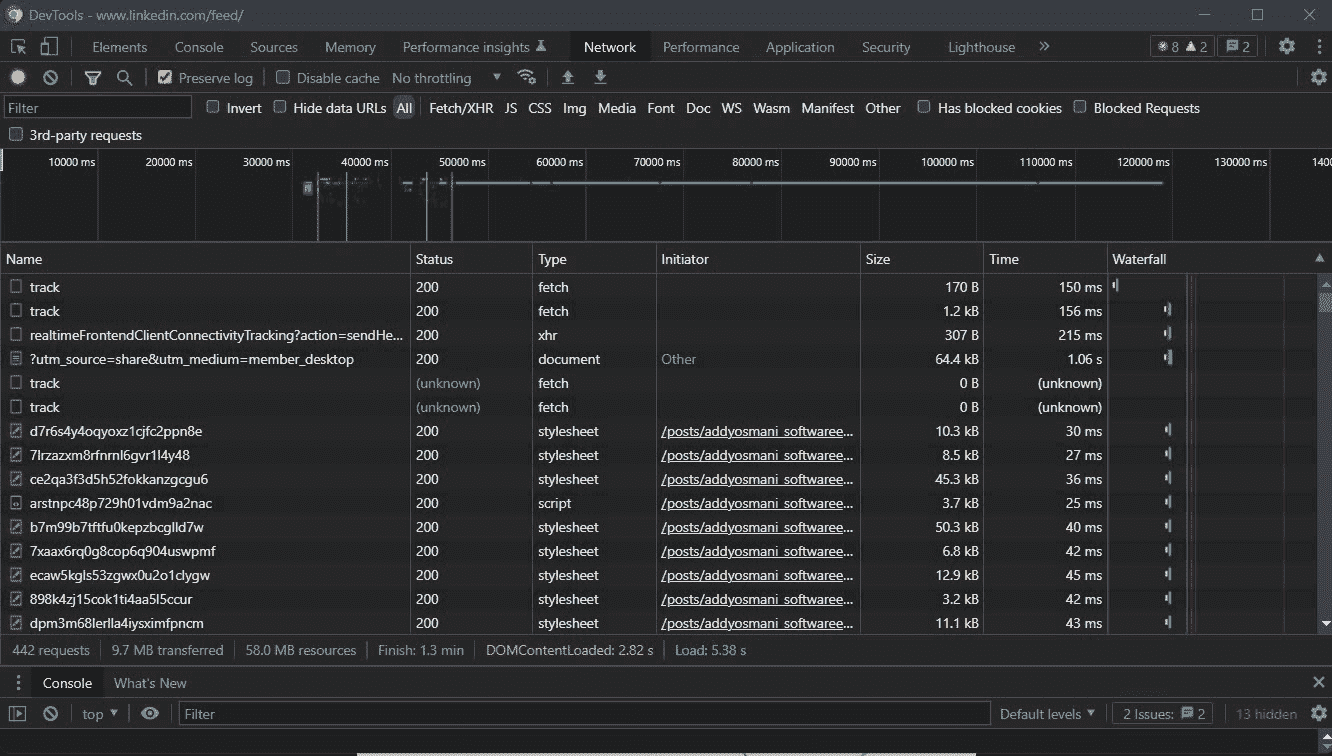 DevTools - www.linkedin.com/feed/
Elements Console Sources Memory Performance insights Network Performance Application Security Lighthouse 8 2 2
Preserve log Disable cache No throttling
Filter Invert Hide data URLs All Fetch/XHR JS CSS Img Media Font Doc WS Wasm Manifest Other Has blocked cookies Blocked Requests
3rd-party requests
10000 ms 20000 ms 30000 ms 40000 ms 50000 ms 60000 ms 70000 ms 80000 ms 90000 ms 100000 ms 110000 ms 120000 ms 130000 ms 1400
Name Status Type Initiator Size Time Waterfall
track 200 fetch 170 B 150 ms
track 200 fetch 1.2 kB 156 ms
realtimeFrontendClientConnectivityTracking?action=sendHe... 200 xhr 307 B 215 ms
?utm_source=share&utm_medium=member_desktop 200 document Other 64.4 kB 1.06 s
track (unknown) fetch 0 B (unknown)
track (unknown) fetch 0 B (unknown)
d7r6s4y4oqyoxz1cjfc2ppn8e 200 stylesheet /posts/addyosmani_softwaree... 10.3 kB 30 ms
7lrzazxm8rfnrnl6gvr1l4y48 200 stylesheet /posts/addyosmani_softwaree... 8.5 kB 27 ms
ce2qa3f3d5h52fokkanzgcgu6 200 stylesheet /posts/addyosmani_softwaree... 45.3 kB 36 ms
arstnpc48p729h01vdm9a2nac 200 script /posts/addyosmani_softwaree... 3.7 kB 25 ms
b7m99b7tftfu0kepzbcglld7w 200 stylesheet /posts/addyosmani_softwaree... 50.3 kB 40 ms
7xaax6rq0g8cop6q904uswpmf 200 stylesheet /posts/addyosmani_softwaree... 6.8 kB 42 ms
ecaw5kgls53zgwx0u2o1clygw 200 stylesheet /posts/addyosmani_softwaree... 12.9 kB 45 ms
898k4zj15cok1ti4aa5l5ccur 200 stylesheet /posts/addyosmani_softwaree... 3.2 kB 42 ms
dpm3m68lerlla4iysximfpncm 200 stylesheet /posts/addyosmani_softwaree... 11.1 kB 43 ms
442 requests 9.7 MB transferred 58.0 MB resources Finish: 1.3 min DOMContentLoaded: 2.82 s Load: 5.38 s
Console What's New
top Filter Default levels 2 Issues: 2 13 hidden